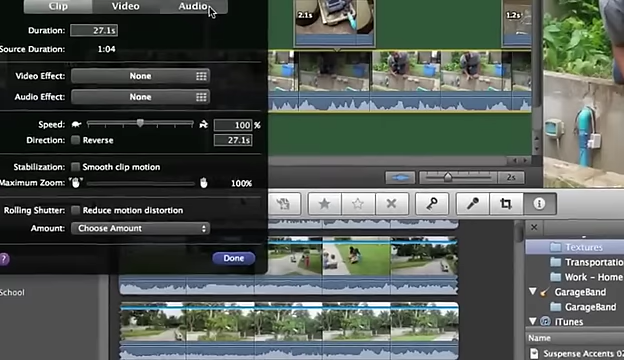 Clip Video Audio
Duration: 27.1s
Source Duration: 1:04
Video Effect: None
Audio Effect: None
Speed: 100 %
Direction: Reverse 27.1s
Stabilization: Smooth clip motion
Maximum Zoom: 100%
Rolling Shutter: Reduce motion distortion
Amount: Choose Amount
? Done
School
2.1s
1.2s
2s
Textures
Transportation
Work - Home
GarageBand
GarageBand
iTunes
Name
Suspense Accents 07